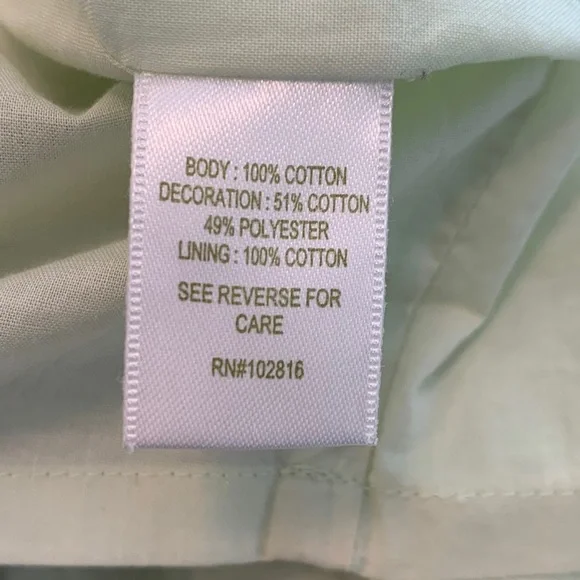 BODY : 100% COTTON
DECORATION : 51% COTTON
49% POLYESTER
LINING : 100% COTTON
SEE REVERSE FOR
CARE
RN#102816